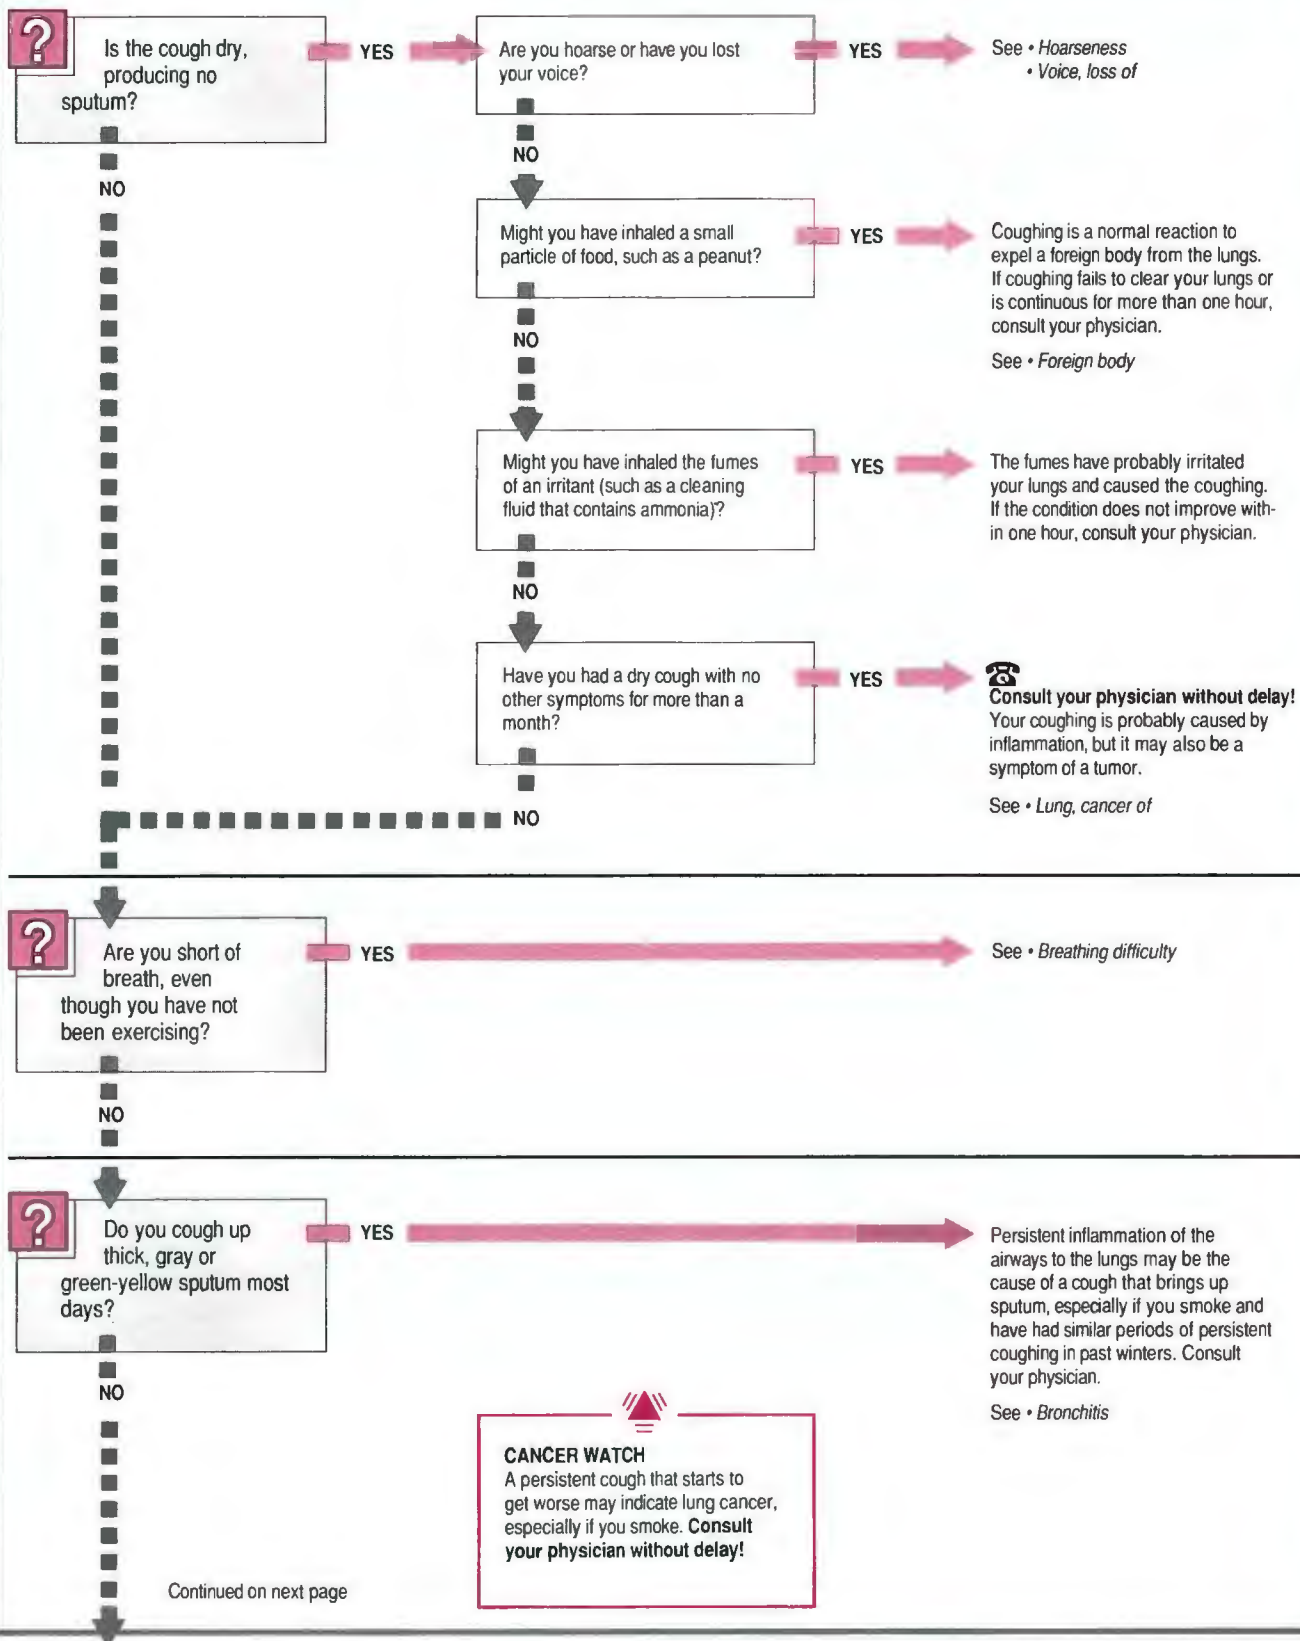 ?
Is the cough dry,
producing no
sputum?
YES
Are you hoarse or have you lost
your voice?
YES
See • Hoarseness
• Voice, loss of
NO
NO
Might you have inhaled a small
particle of food, such as a peanut?
YES
Coughing is a normal reaction to
expel a foreign body from the lungs.
If coughing fails to clear your lungs or
is continuous for more than one hour,
consult your physician.
See • Foreign body
NO
Might you have inhaled the fumes
of an irritant (such as a cleaning
fluid that contains ammonia)?
YES
The fumes have probably irritated
your lungs and caused the coughing.
If the condition does not improve with-
in one hour, consult your physician.
NO
Have you had a dry cough with no
other symptoms for more than a
month?
YES
Consult your physician without delay!
Your coughing is probably caused by
inflammation, but it may also be a
symptom of a tumor.
See • Lung, cancer of
NO
?
Are you short of
breath, even
though you have not
been exercising?
YES
See • Breathing difficulty
NO
?
Do you cough up
thick, gray or
green-yellow sputum most
days?
YES
Persistent inflammation of the
airways to the lungs may be the
cause of a cough that brings up
sputum, especially if you smoke and
have had similar periods of persistent
coughing in past winters. Consult
your physician.
See • Bronchitis
NO
CANCER WATCH
A persistent cough that starts to
get worse may indicate lung cancer,
especially if you smoke. Consult
your physician without delay!
Continued on next page